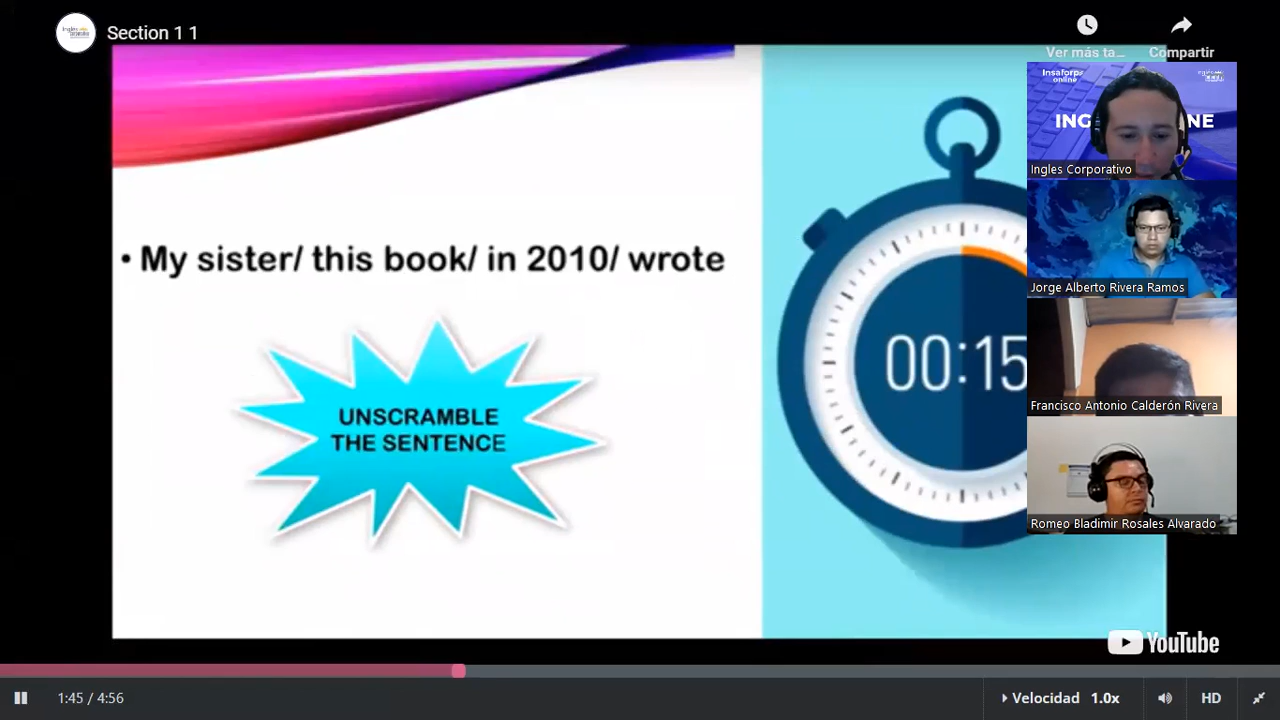 Section 1 1
Ver más ta...
Compartir
Insaforp
online
ING
NE
Ingles Corporativo
• My sister/ this book/ in 2010/ wrote
00:15
Jorge Alberto Rivera Ramos
UNSCRAMBLE
THE SENTENCE
Francisco Antonio Calderón Rivera
Romeo Bladimir Rosales Alvarado
YouTube
1:45 / 4:56
Velocidad 1.0x
HD